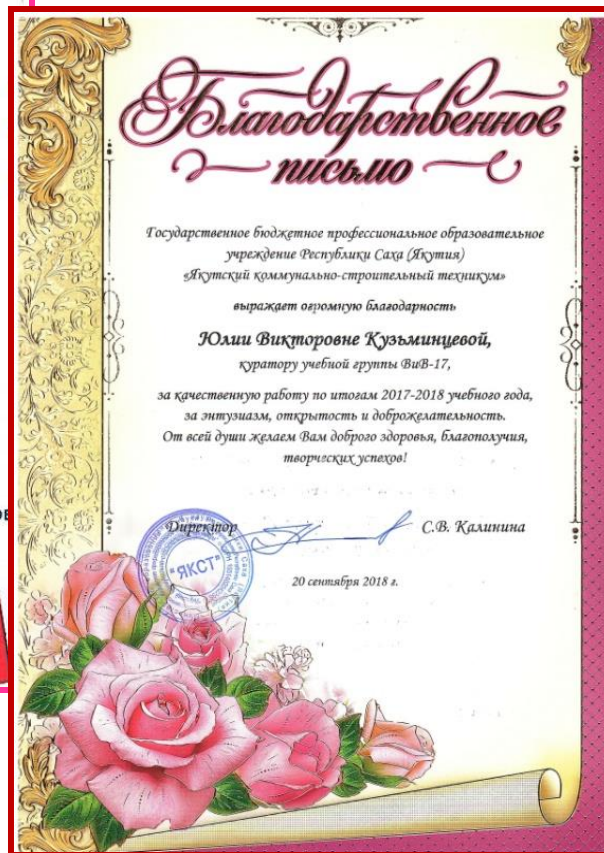 Благодарственное
письмо
Государственное бюджетное профессиональное образовательное
учреждение Республики Саха (Якутия)
«Якутский коммунально-строительный техникум»
выражает огромную благодарность
Юлии Викторовне Кузьминцевой,
куратору учебной группы ВиВ-17,
за качественную работу по итогам 2017-2018 учебного года,
за энтузиазм, открытость и доброжелательность.
От всей души желаем Вам доброго здоровья, благополучия,
творческих успехов!
Директор С.В. Калинина
"ЯКСТ"
20 сентября 2018 г.